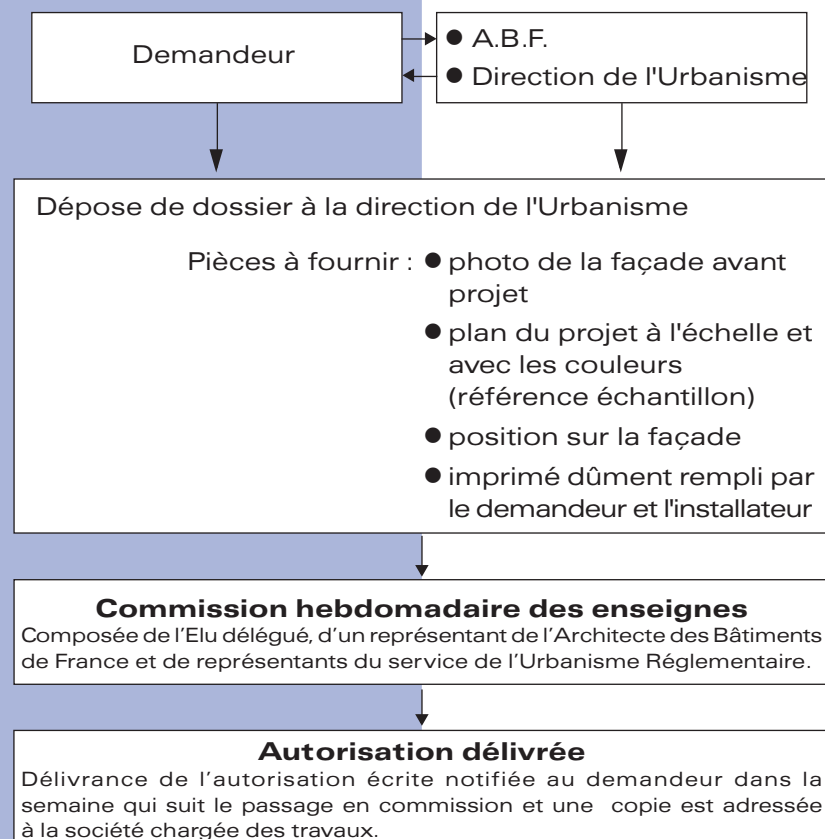 Demandeur
● A.B.F.
● Direction de l'Urbanisme
Dépose de dossier à la direction de l'Urbanisme
Pièces à fournir : ● photo de la façade avant
projet
● plan du projet à l'échelle et
avec les couleurs
(référence échantillon)
● position sur la façade
● imprimé dûment rempli par
le demandeur et l'installateur
Commission hebdomadaire des enseignes
Composée de l'Elu délégué, d'un représentant de l'Architecte des Bâtiments
de France et de représentants du service de l'Urbanisme Réglementaire.
Autorisation délivrée
Délivrance de l'autorisation écrite notifiée au demandeur dans la
semaine qui suit le passage en commission et une copie est adressée
à la société chargée des travaux.